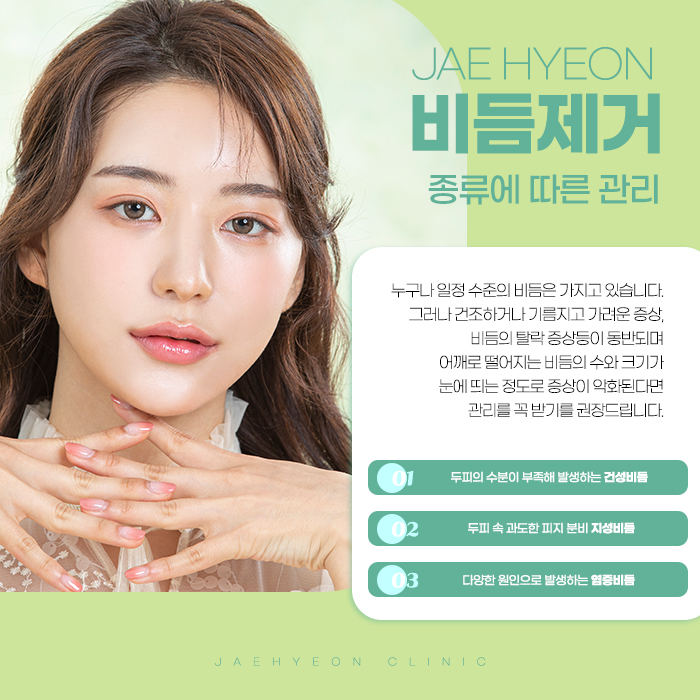 JAE HYEON
비듬제거
종류에 따른 관리
누구나 일정 수준의 비듬은 가지고 있습니다.
그러나 건조하거나 기름지고 가려운 증상,
비듬의 탈락 증상등이 동반되며
어깨로 떨어지는 비듬의 수와 크기가
눈에 띄는 정도로 증상이 악화된다면
관리를 꼭 받기를 권장드립니다.
01 두피의 수분이 부족해 발생하는 건성비듬
02 두피 속 과도한 피지 분비 지성비듬
03 다양한 원인으로 발생하는 염증비듬
JAEHYEON CLINIC